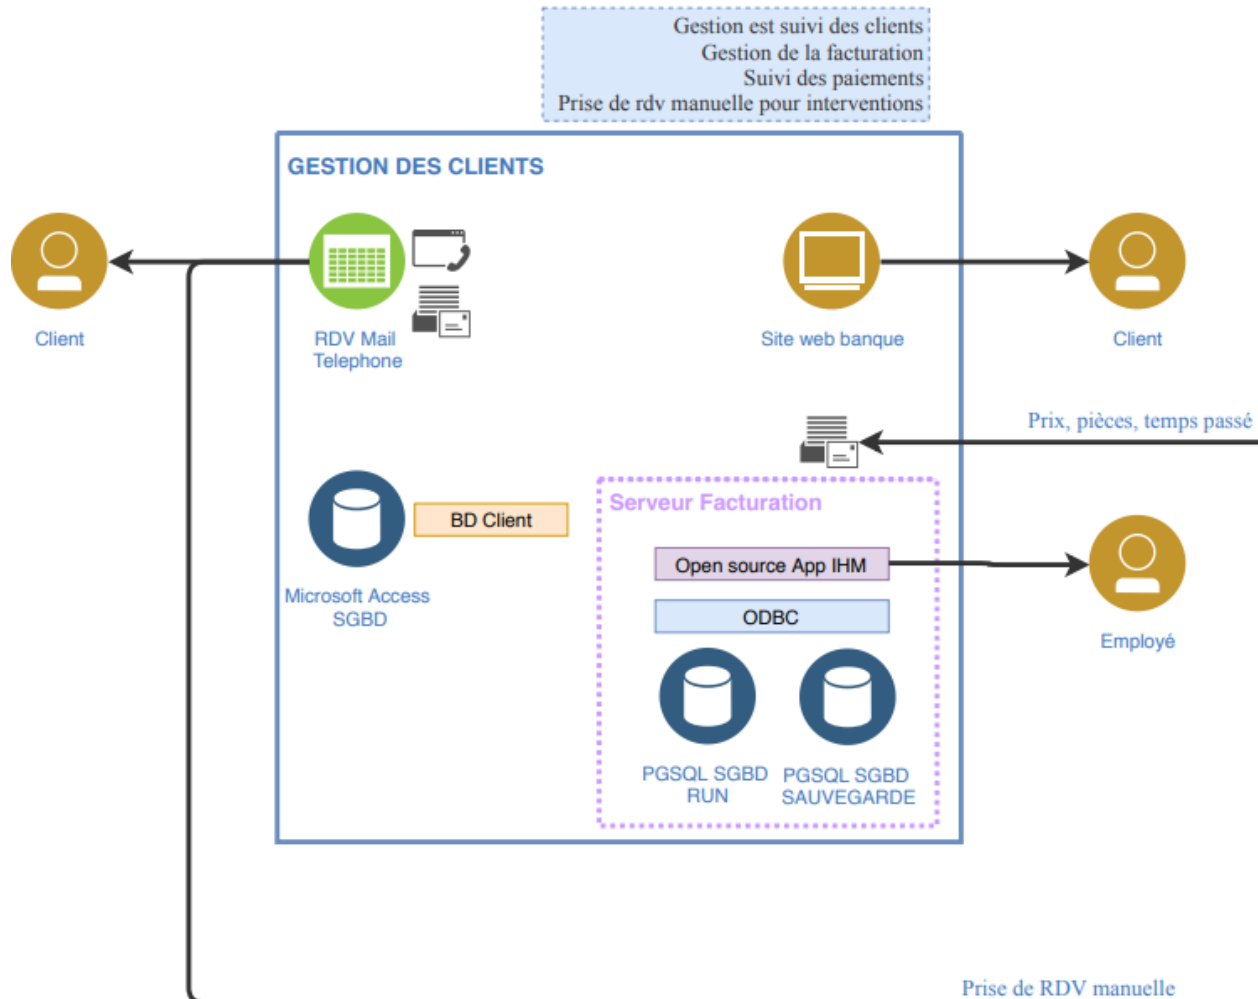 Gestion est suivi des clients
Gestion de la facturation
Suivi des paiements
Prise de rdv manuelle pour interventions
GESTION DES CLIENTS
Client
RDV Mail
Telephone
Site web banque
Client
Prix, pièces, temps passé
Serveur Facturation
BD Client
Open source App IHM
Microsoft Access
SGBD
ODBC
Employé
PGSQL SGBD
RUN
PGSQL SGBD
SAUVEGARDE
Prise de RDV manuelle